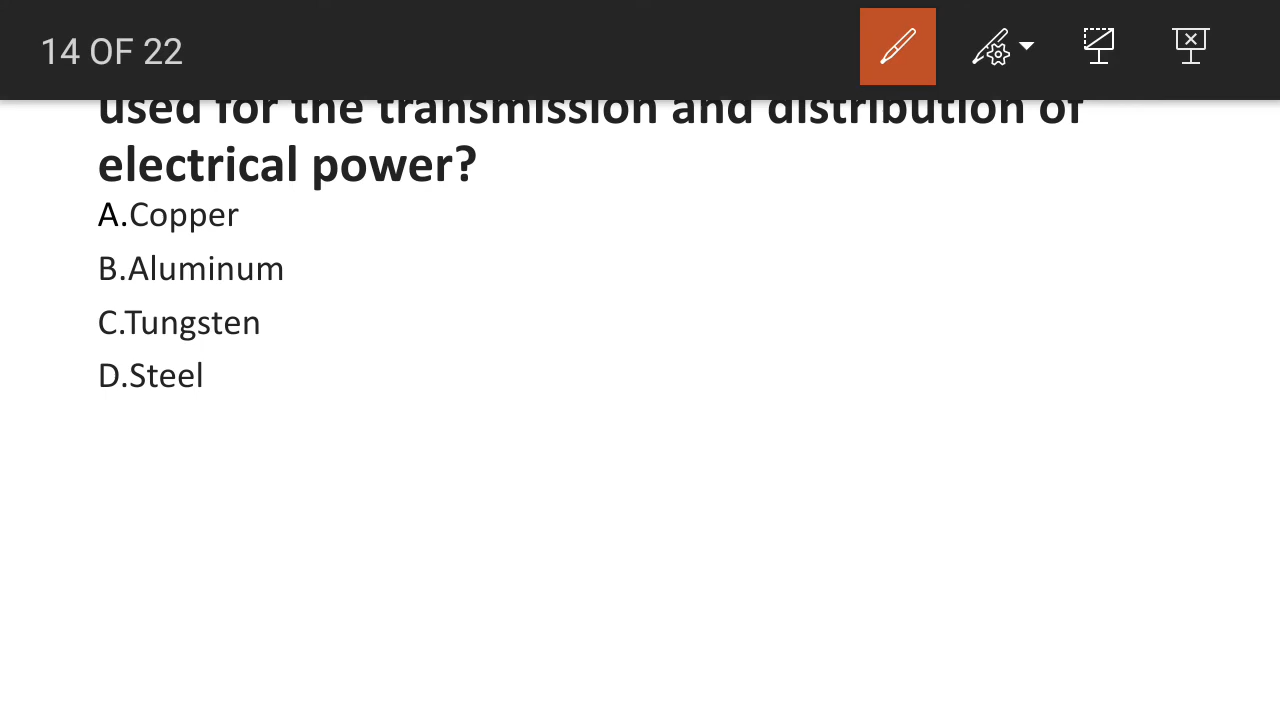 14 OF 22
used for the transmission and distribution of
electrical power?
A.Copper
B.Aluminum
C.Tungsten
D.Steel